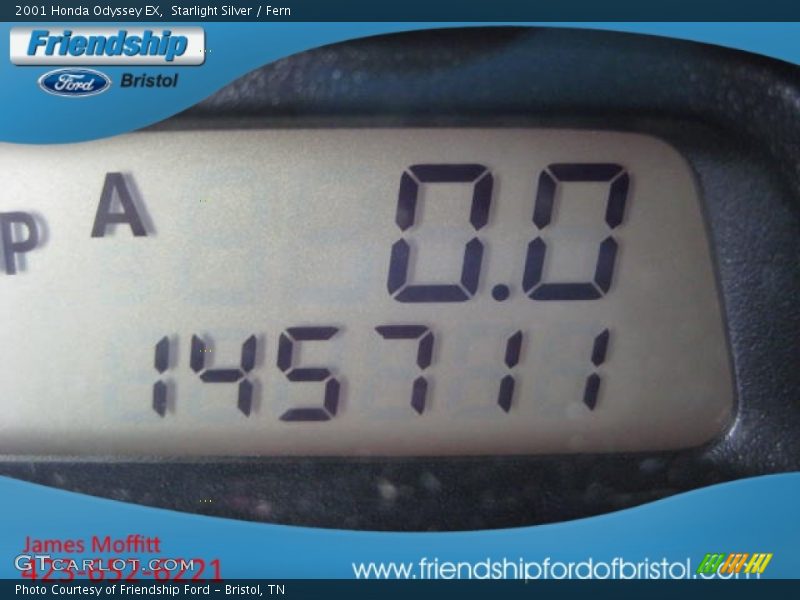 2001 Honda Odyssey EX, Starlight Silver / Fern
Friendship
Ford Bristol
A 0.0
P
145711
James Moffitt
GTCARLOT.COM
423-652-6221
www.friendshipfordofbristol.com
Photo Courtesy of Friendship Ford - Bristol, TN